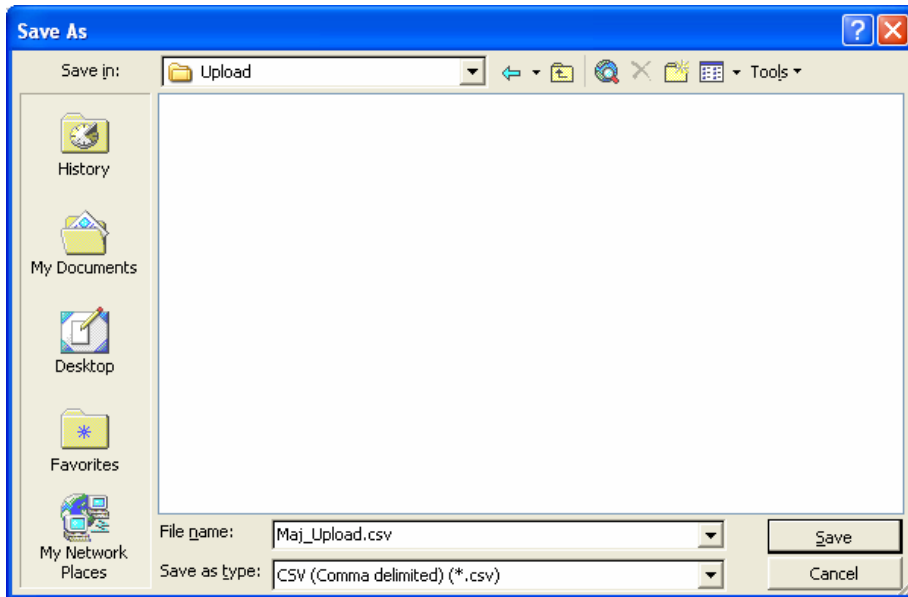 Save As
Save in:
Upload
Tools
History
My Documents
Desktop
Favorites
My Network
Places
File name:
Maj_Upload.csv
Save
Save as type:
CSV (Comma delimited) (*.csv)
Cancel